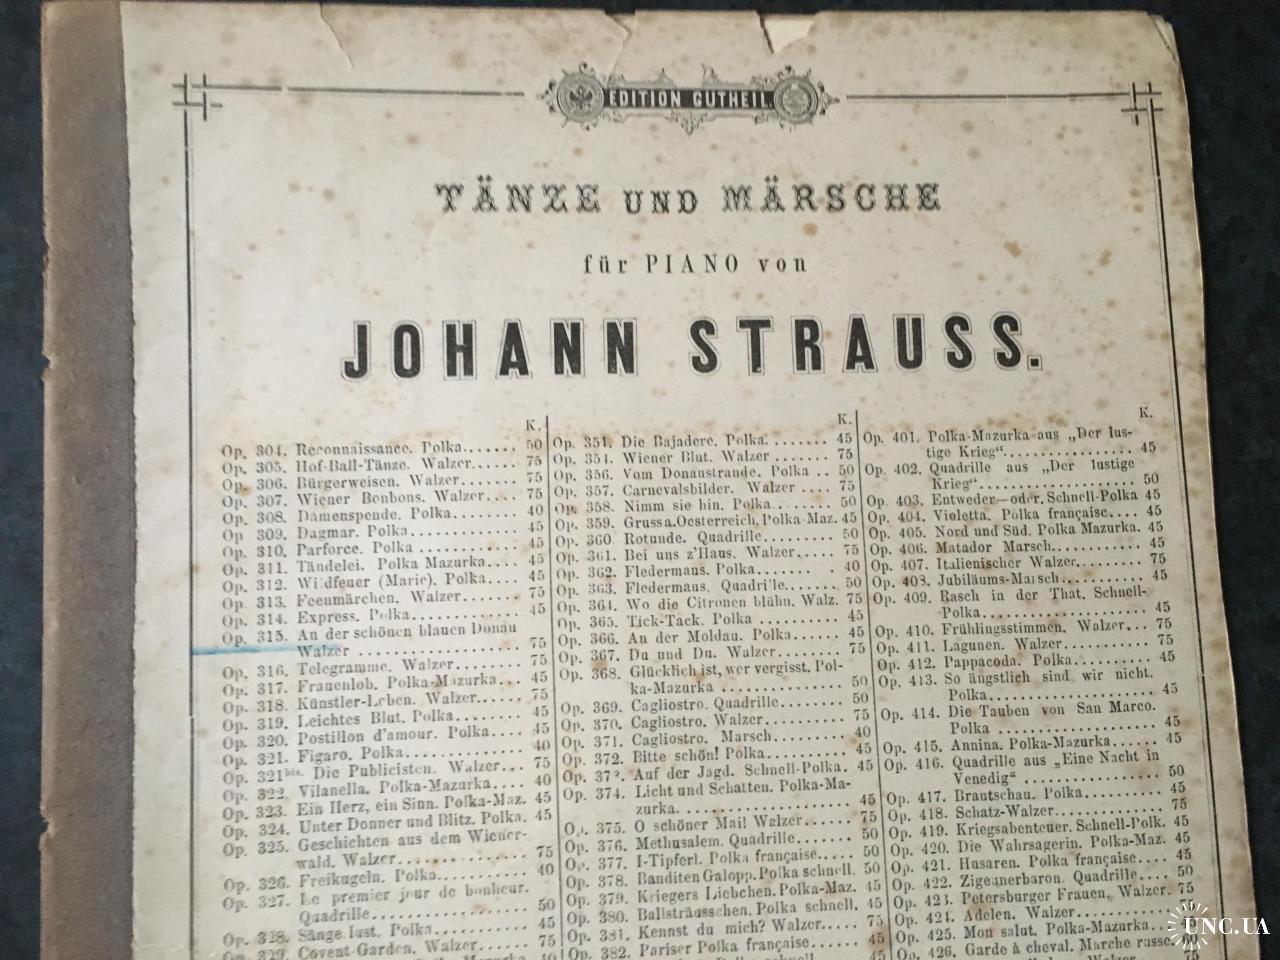 EDITION GUTHEIL.
TÄNZE UND MÄRSCHE
für PIANO von
JOHANN STRAUSS.
K.
Op. 304. Reconnaissance. Polka....... 50
Op. 305. Hof-Ball-Tänze. Walzer...... 75
Op. 306. Bürgerweisen. Walzer........ 75
Op. 307. Wiener Bonbons. Walzer.... 75
Op. 308. Damenspende. Polka........ 40
Op 309. Dagmar. Polka............. 45
Op. 310. Parforce. Polka ............ 45
Op. 311. Tändelei. Polka Mazurka.... 45
Op. 312. Wildfeuer (Marie). Polka.... 45
Op. 313. Feenmärchen. Walzer....... 75
Op. 314. Express. Polka............. 45
Op. 315. An der schönen blauen Donau
Walzer .................. 75
Op. 316. Telegramme. Walzer........ 75
Op. 317. Frauenlob. Polka-Mazurka... 45
Op. 318. Künstler-Leben. Walzer..... 75
Op. 319. Leichtes Blut. Polka........ 45
Op. 320. Postillon d'amour. Polka.... 45
Op. 321. Figaro. Polka.............. 40
Op. 321bis. Die Publicisten. Walzer... 75
Op. 322. Vilanella. Polka-Mazurka.... 40
Op. 323. Ein Herz, ein Sinn. Polka-Maz. 45
Op. 324. Unter Donner und Blitz. Polka. 45
Op. 325. Geschichten aus dem Wiener-
wald. Walzer.............. 75
Op. 326. Freikugeln. Polka........... 40
Op. 327. Le premier jour de bonheur.
Quadrille................. 50
Op. 328. Sänge lust. Polka........... 45
Op. 329. Covent-Garden. Walzer...... 75
K.
Op. 351. Die Bajadere. Polka........ 45
Op. 354. Wiener Blut. Walzer ....... 75
Op. 356. Vom Donaustrande. Polka .. 50
Op. 357. Carnevalsbilder. Walzer .... 75
Op. 358. Nimm sie hin. Polka........ 50
Op. 359. Gruss a. Oesterreich. Polka-Maz. 45
Op. 360. Rotunde. Quadrille......... 50
Op. 361. Bei uns z'Haus. Walzer..... 75
Op. 362. Fledermaus. Polka......... 40
Op. 363. Fledermaus. Quadrille...... 50
Op. 364. Wo die Citronen blühn. Walz. 75
Op. 365. Tick-Tack. Polka .......... 45
Op. 366. An der Moldau. Polka...... 45
Op. 367. Du und Du. Walzer........ 75
Op. 368. Glücklich ist, wer vergisst. Pol-
ka-Mazurka .............. 50
Op. 369. Cagliostro. Quadrille....... 50
Op. 370. Cagliostro. Walzer......... 75
Op. 371. Cagliostro. Marsch........ 40
Op. 372. Bitte schön! Polka......... 45
Op. 373. Auf der Jagd. Schnell-Polka. 45
Op. 374. Licht und Schatten. Polka-Ma-
zurka.................... 45
Op. 375. O schöner Mai! Walzer..... 75
Op. 376. Methusalem. Quadrille...... 50
Op. 377. I-Tipferl. Polka française.... 50
Op. 378. Banditen Galopp. Polka schnell. 50
Op. 379. Kriegers Liebchen. Polka-Maz. 45
Op. 380. Ballsträusschen. Polka schnell. 45
Op. 381. Kennst du mich? Walzer.... 75
Op. 382. Pariser Polka française..... 45
K.
Op. 401. Polka-Mazurka aus „Der lus-
tige Krieg“................ 45
Op. 402. Quadrille aus „Der lustige
Krieg“.................... 50
Op. 403. Entweder—oder. Schnell-Polka 45
Op. 404. Violetta. Polka française.... 45
Op. 405. Nord und Süd. Polka Mazurka. 45
Op. 406. Matador Marsch........... 45
Op. 407. Italienischer Walzer........ 75
Op. 408. Jubiläums-Marsch.......... 45
Op. 409. Rasch in der That. Schnell-
Polka.................... 45
Op. 410. Frühlingsstimmen. Walzer... 75
Op. 411. Lagunen. Walzer........... 75
Op. 412. Pappacoda. Polka.......... 45
Op. 413. So ängstlich sind wir nicht.
Polka.................... 45
Op. 414. Die Tauben von San Marco.
Polka ................... 45
Op. 415. Annina. Polka-Mazurka..... 45
Op. 416. Quadrille aus „Eine Nacht in
Venedig“ ................ 50
Op. 417. Brautschau. Polka.......... 45
Op. 418. Schatz-Walzer............. 75
Op. 419. Kriegsabenteuer. Schnell-Polk. 45
Op. 420. Die Wahrsagerin. Polka-Maz. 45
Op. 421. Husaren. Polka française.... 45
Op. 422. Zigeunerbaron. Quadrille.... 50
Op. 423. Petersburger Frauen. Walzer. 75
Op. 424. Adelen. Walzer............
Op. 425. Mon salut. Polka-Mazurka...
Op. 426. Garde à cheval. Marche russe.
UNC.UA